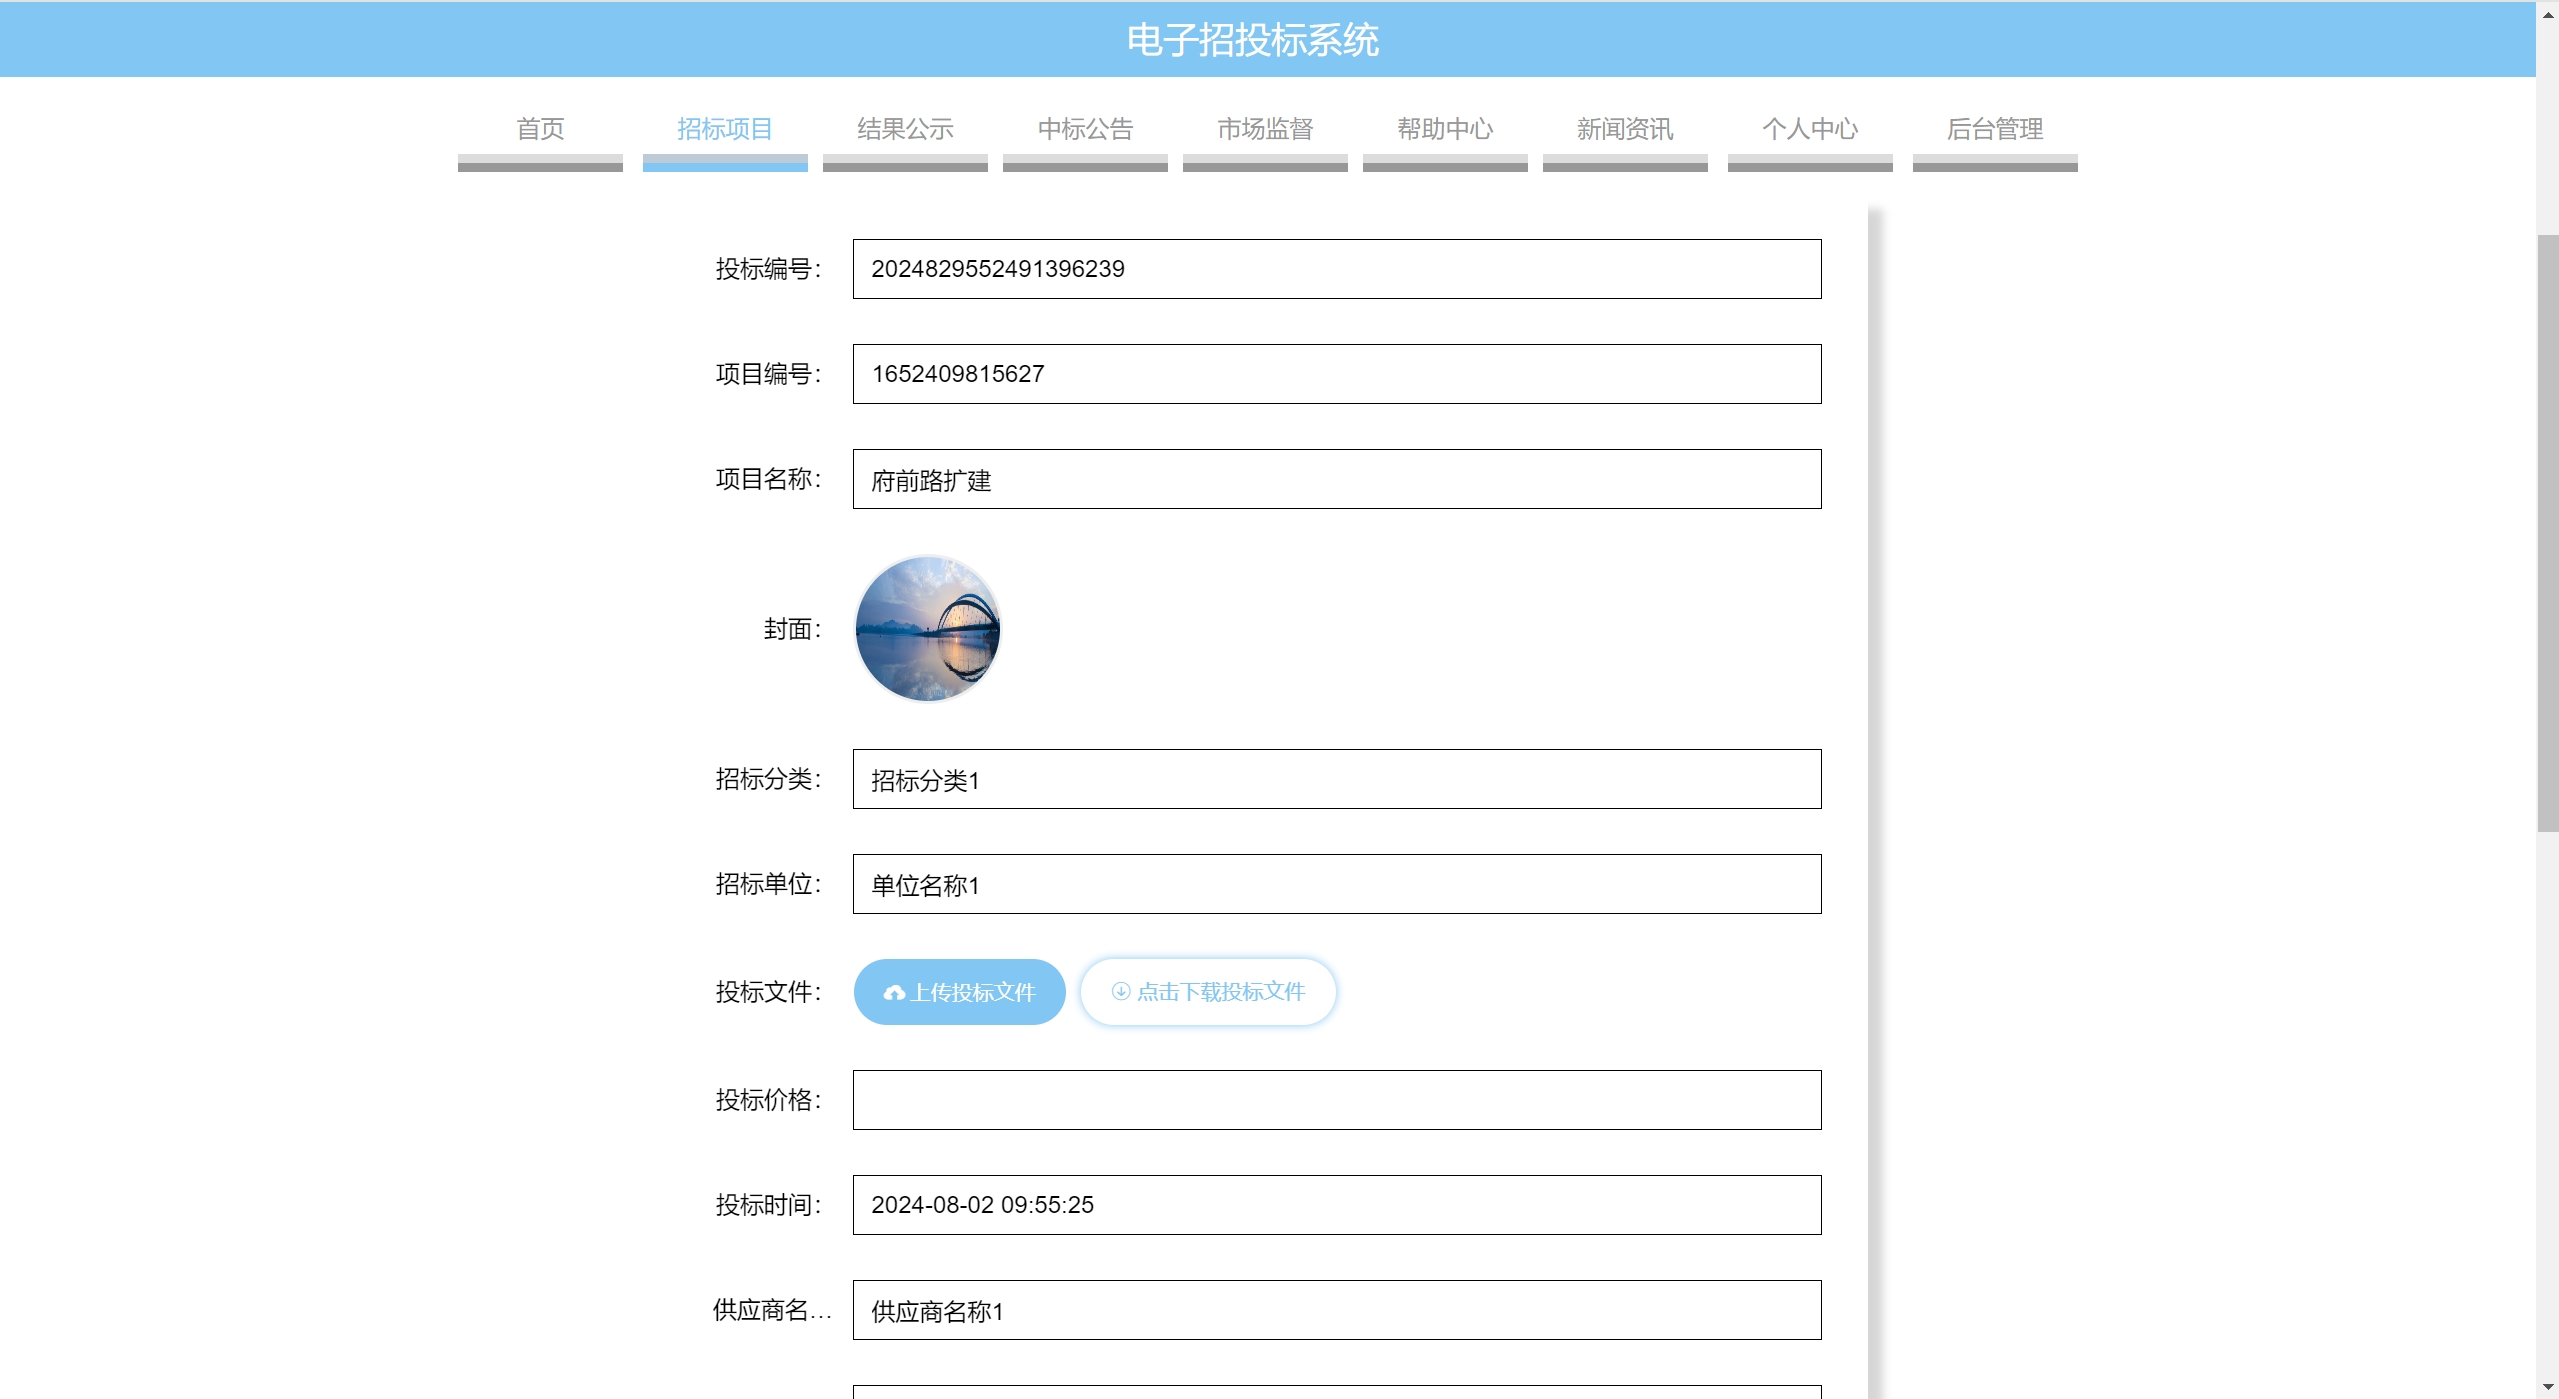 电子招投标系统
首页 招标项目 结果公示 中标公告 市场监督 帮助中心 新闻资讯 个人中心 后台管理
投标编号： 2024829552491396239
项目编号： 1652409815627
项目名称： 府前路扩建
封面：
招标分类： 招标分类1
招标单位： 单位名称1
投标文件： 上传投标文件 点击下载投标文件
投标价格：
投标时间： 2024-08-02 09:55:25
供应商名… 供应商名称1